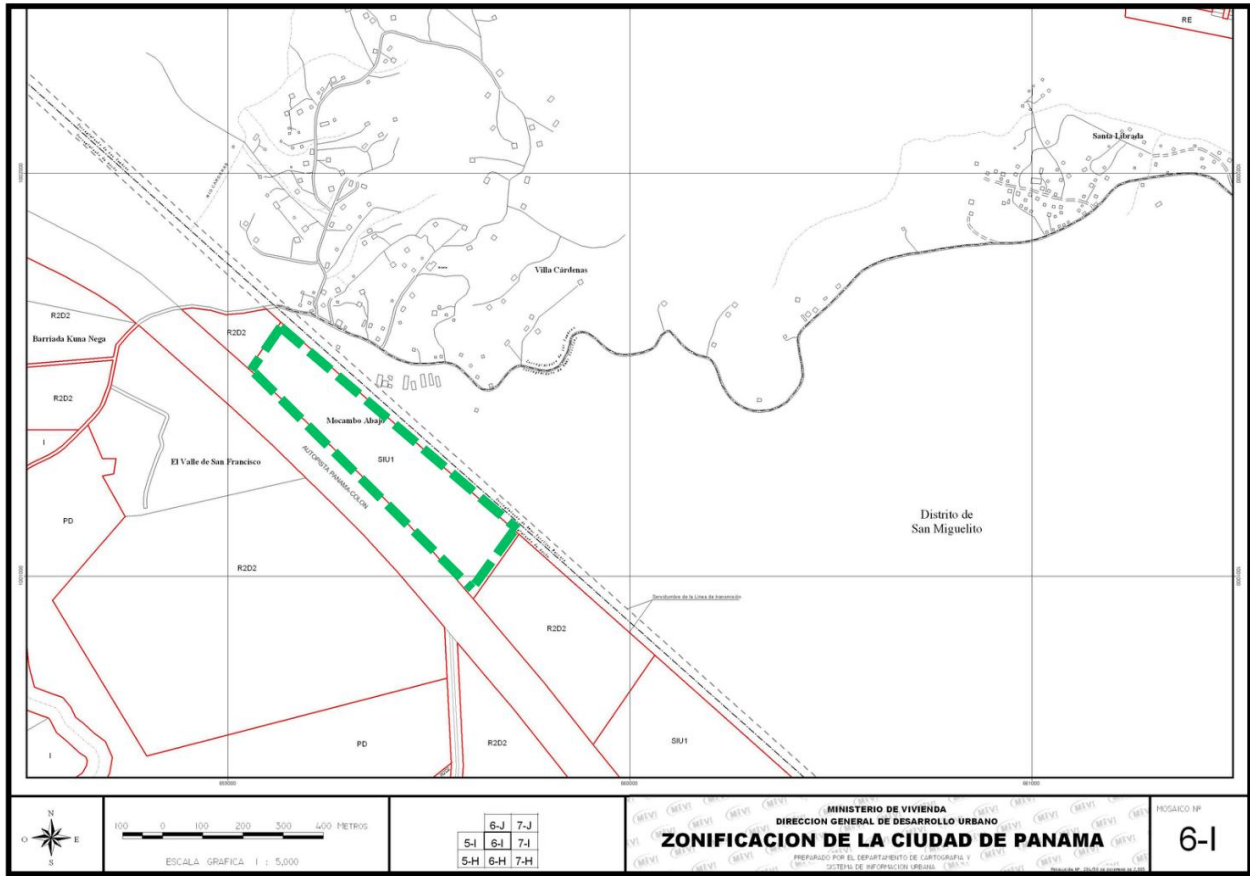 RE
Santa Librada
RIO CARDENAS
Villa Cárdenas
R2D2
R2D2
Barriada Kuna Nega
R2D2
Mocambo Abajo
SIU1
I
El Valle de San Francisco
AUTOPISTA PANAMA-COLON
PD
Distrito de
San Miguelito
R2D2
Servidumbre de la Línea de transmisión
R2D2
PD
R2D2
SIU1
I
N
O
E
S
100 0 100 200 300 400 METROS
ESCALA GRAFICA 1 : 5,000
6-J 7-J
5-I 6-I 7-I
5-H 6-H 7-H
MINISTERIO DE VIVIENDA
DIRECCION GENERAL DE DESARROLLO URBANO
ZONIFICACION DE LA CIUDAD DE PANAMA
PREPARADO POR EL DEPARTAMENTO DE CARTOGRAFIA Y
SISTEMA DE INFORMACION URBANA
MOSAICO Nº
6-I